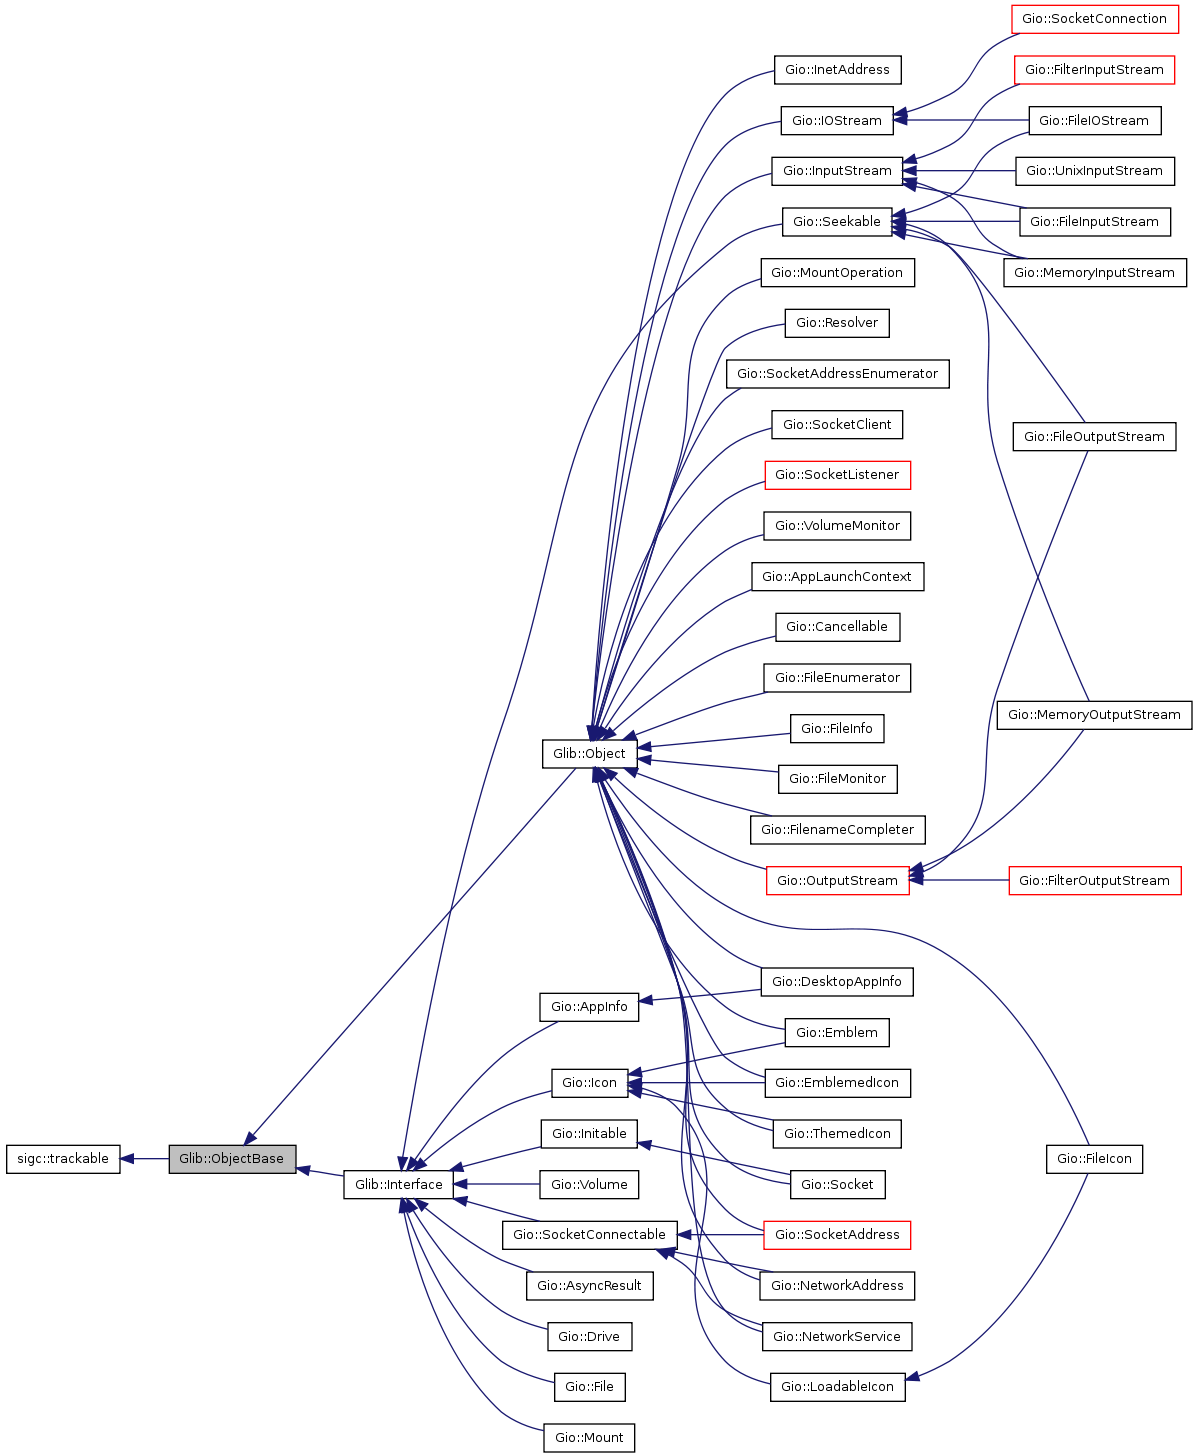 Gio::SocketConnection
Gio::InetAddress
Gio::FilterInputStream
Gio::IOStream
Gio::FileIOStream
Gio::InputStream
Gio::UnixInputStream
Gio::Seekable
Gio::FileInputStream
Gio::MountOperation
Gio::MemoryInputStream
Gio::Resolver
Gio::SocketAddressEnumerator
Gio::SocketClient
Gio::FileOutputStream
Gio::SocketListener
Gio::VolumeMonitor
Gio::AppLaunchContext
Gio::Cancellable
Gio::FileEnumerator
Gio::MemoryOutputStream
Gio::FileInfo
Glib::Object
Gio::FileMonitor
Gio::FilenameCompleter
Gio::OutputStream
Gio::FilterOutputStream
Gio::DesktopAppInfo
Gio::AppInfo
Gio::Emblem
Gio::Icon
Gio::EmblemedIcon
Gio::Initable
Gio::ThemedIcon
sigc::trackable
Glib::ObjectBase
Gio::FileIcon
Glib::Interface
Gio::Volume
Gio::Socket
Gio::SocketConnectable
Gio::SocketAddress
Gio::AsyncResult
Gio::NetworkAddress
Gio::Drive
Gio::NetworkService
Gio::File
Gio::LoadableIcon
Gio::Mount